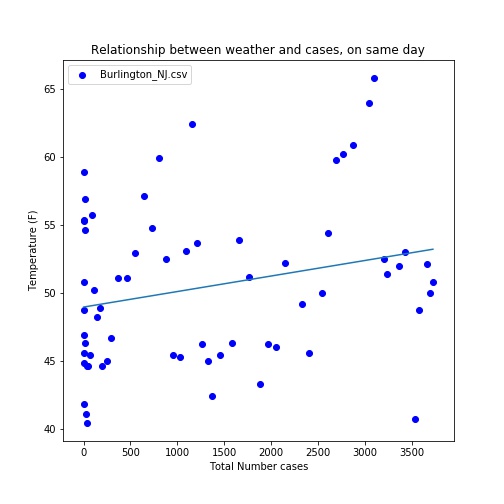 Relationship between weather and cases, on same day
Burlington_NJ.csv
65
60
55
50
45
40
Temperature (F)
0 500 1000 1500 2000 2500 3000 3500
Total Number cases